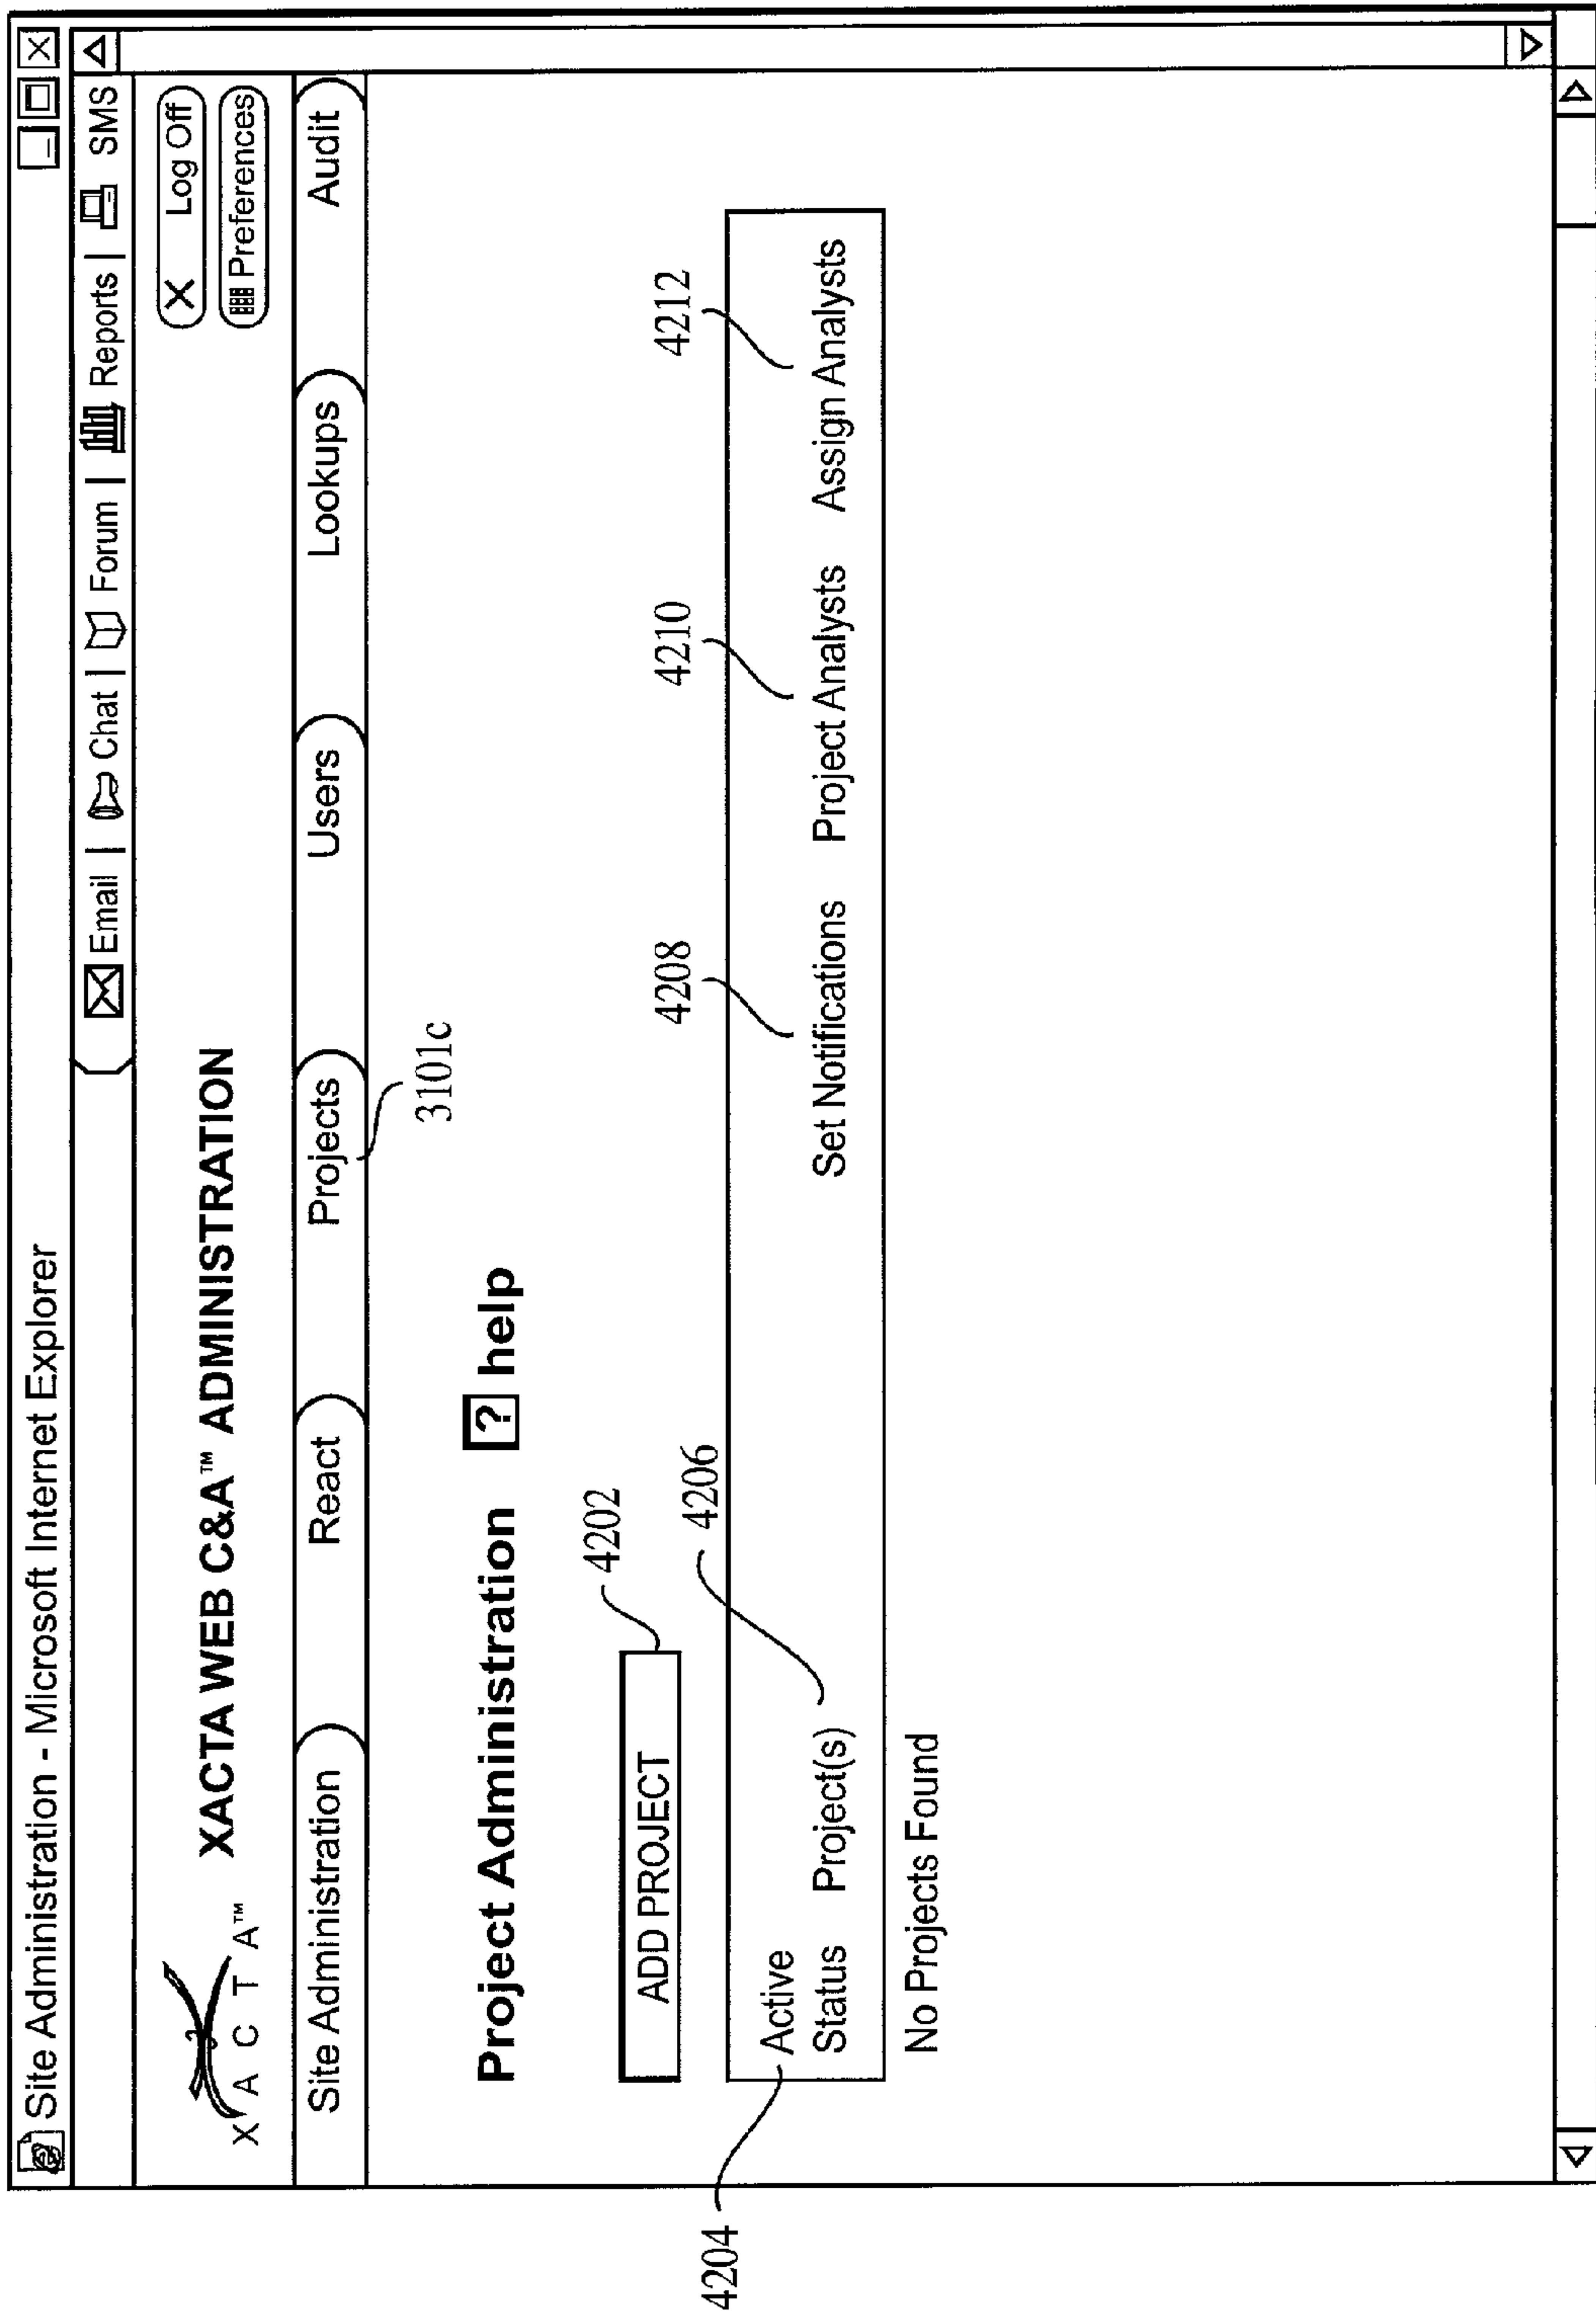 Site Administration - Microsoft Internet Explorer
Email | Chat | Forum | Reports | SMS
X A C T A™
XACTA WEB C&A™ ADMINISTRATION
X Log Off
Preferences
Site Administration React Projects Users Lookups Audit
3101c
Project Administration ? help
ADD PROJECT
4202
4204
4206
4208
4210
4212
Active
Status Project(s) Set Notifications Project Analysts Assign Analysts
No Projects Found